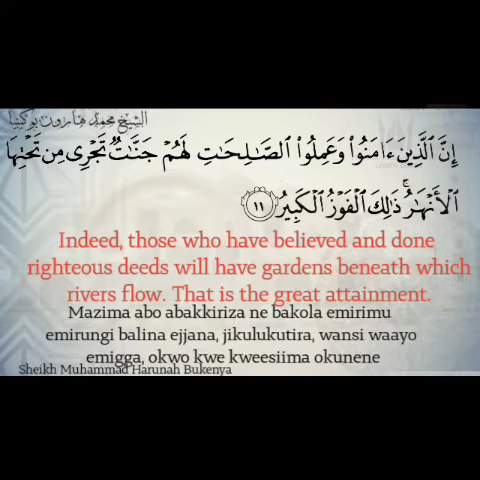 الشيخ محمد هارون بوكينيا
إِنَّ ٱلَّذِينَ ءَامَنُوا۟ وَعَمِلُوا۟ ٱلصَّـٰلِحَـٰتِ لَهُمْ جَنَّـٰتٌ تَجْرِى مِن تَحْتِهَا
ٱلْأَنْهَـٰرُ ۚ ذَٰلِكَ ٱلْفَوْزُ ٱلْكَبِيرُ ١١
Indeed, those who have believed and done
righteous deeds will have gardens beneath which
rivers flow. That is the great attainment.
Mazima abo abakkiriza ne bakola emirimu
emirungi balina ejjana, jikulukutira, wansi waayo
emigga, okwo kwe kweesiima okunene
Sheikh Muhammad Harunah Bukenya